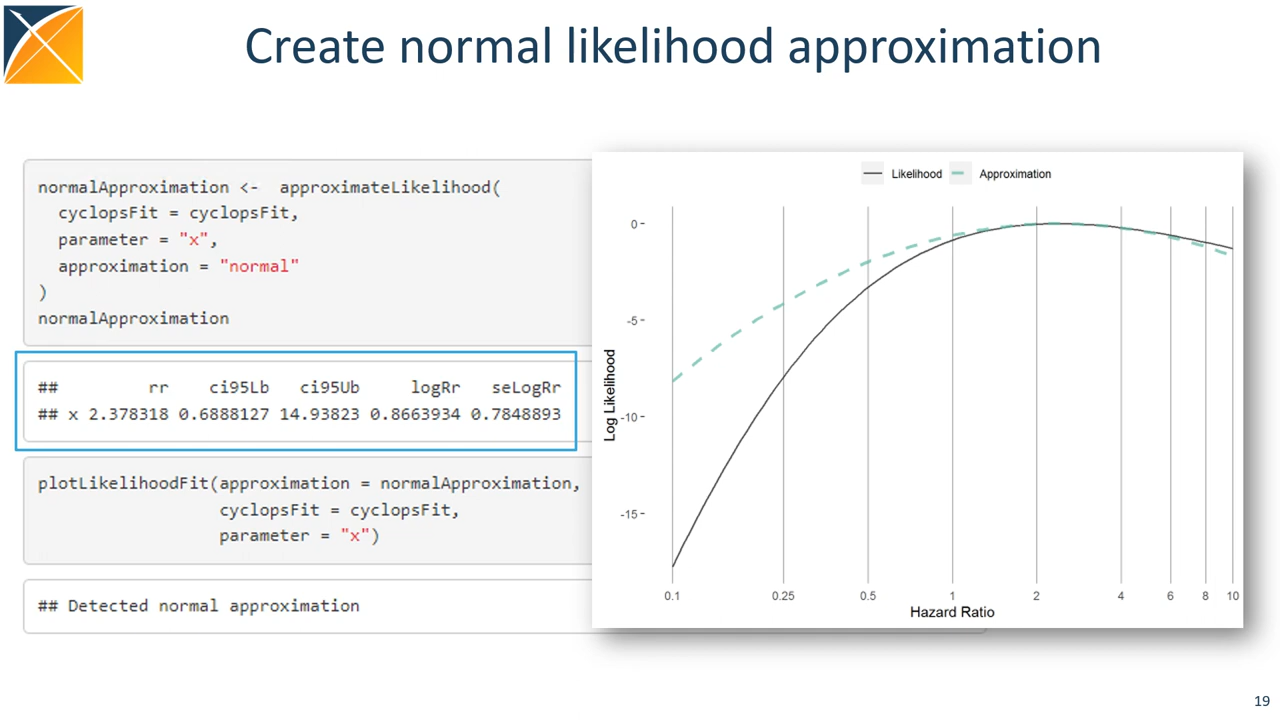 Create normal likelihood approximation
normalApproximation <-  approximateLikelihood(
  cyclopsFit = cyclopsFit,
  parameter = "x",
  approximation = "normal"
)
normalApproximation
##         rr   ci95Lb   ci95Ub     logRr   seLogRr
## x 2.378318 0.6888127 14.93823 0.8663934 0.7848893
plotLikelihoodFit(approximation = normalApproximation,
                  cyclopsFit = cyclopsFit,
                  parameter = "x")
## Detected normal approximation
Likelihood Approximation
0
-5
-10
-15
Log Likelihood
0.1 0.25 0.5 1 2 4 6 8 10
Hazard Ratio
19